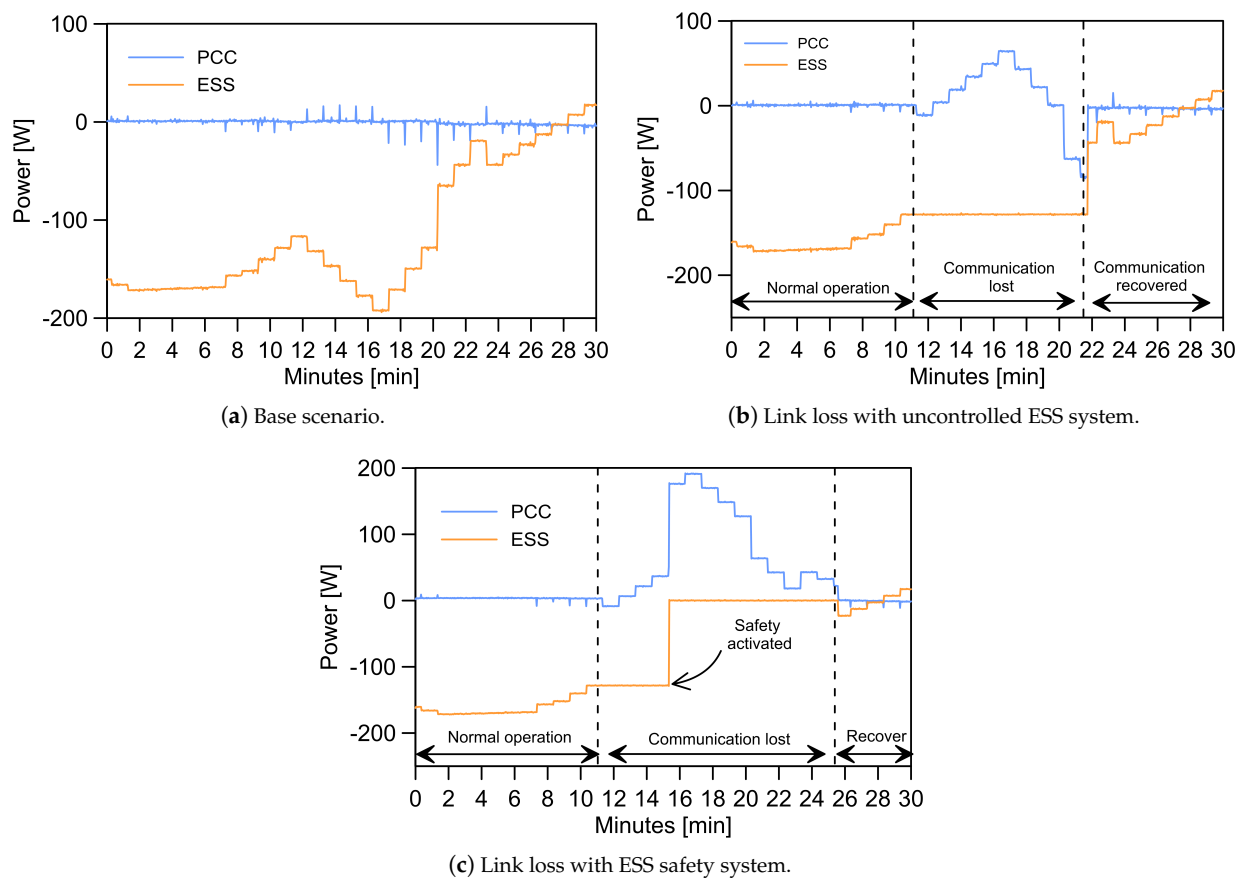 100
0
-100
-200
Power [W]
PCC
ESS
0 2 4 6 8 10 12 14 16 18 20 22 24 26 28 30
Minutes [min]
(a) Base scenario.
100
0
-100
-200
Power [W]
PCC
ESS
Normal operation
Communication
lost
Communication
recovered
0 2 4 6 8 10 12 14 16 18 20 22 24 26 28 30
Minutes [min]
(b) Link loss with uncontrolled ESS system.
200
100
0
-100
-200
Power [W]
PCC
ESS
Safety
activated
Normal operation
Communication lost
Recover
0 2 4 6 8 10 12 14 16 18 20 22 24 26 28 30
Minutes [min]
(c) Link loss with ESS safety system.